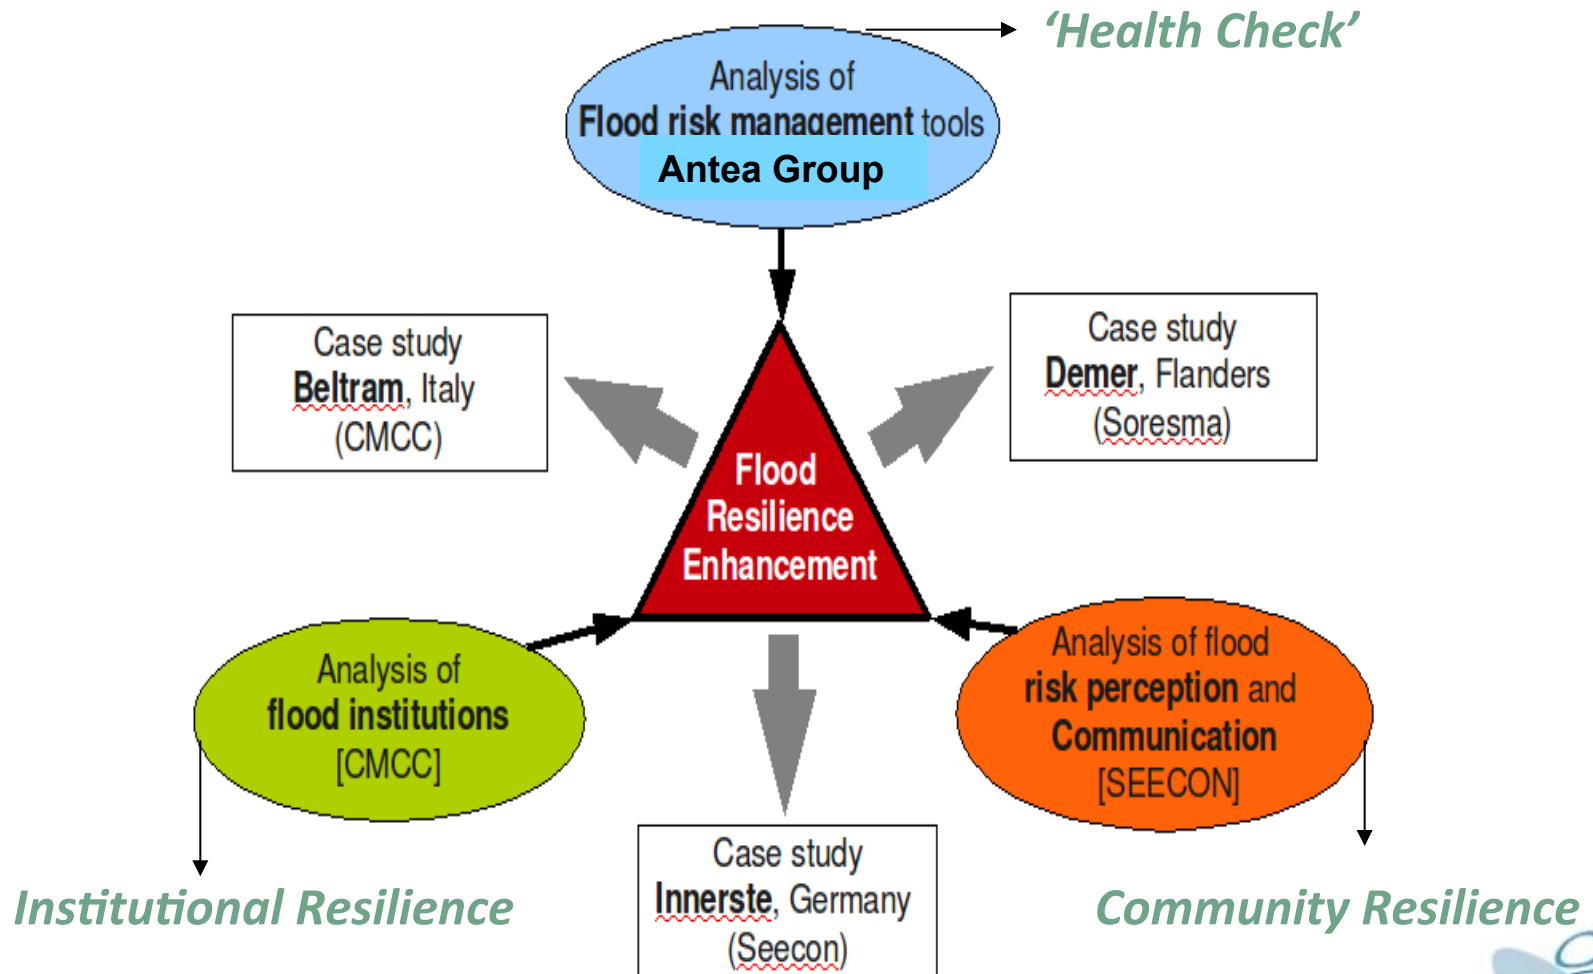 ‘Health Check’
Analysis of
Flood risk management tools
Antea Group
Case study
Beltram, Italy
(CMCC)
Case study
Demer, Flanders
(Soresma)
Flood
Resilience
Enhancement
Analysis of
flood institutions
[CMCC]
Analysis of flood
risk perception and
Communication
[SEECON]
Institutional Resilience
Case study
Innerste, Germany
(Seecon)
Community Resilience